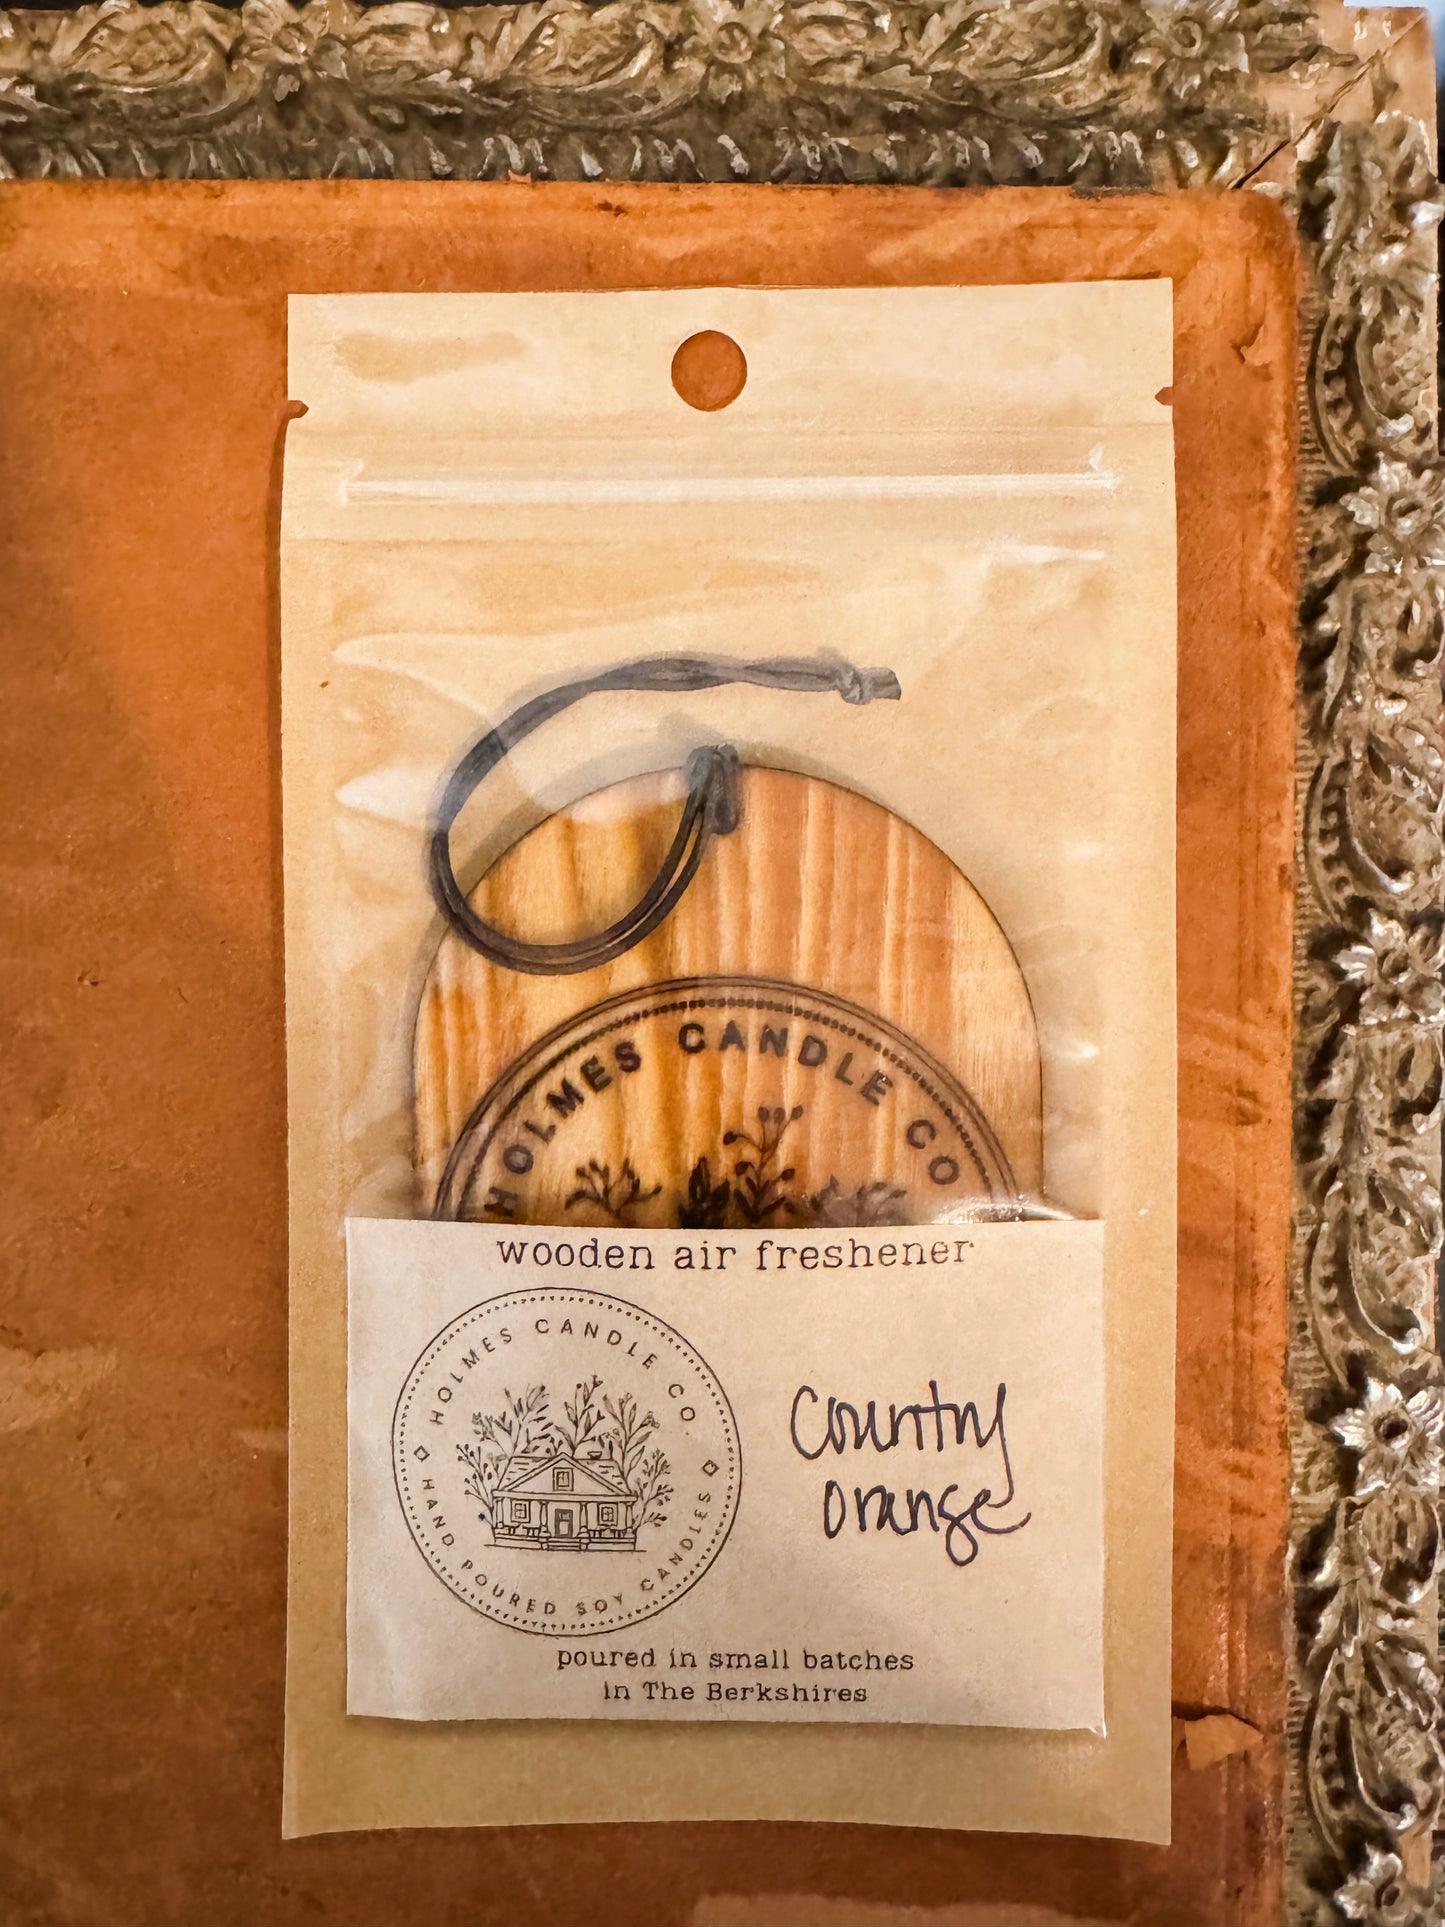 HOLMES CANDLE CO
wooden air freshener
HOLMES CANDLE CO.
HAND POURED SOY CANDLES
Country
orange
poured in small batches
in The Berkshires